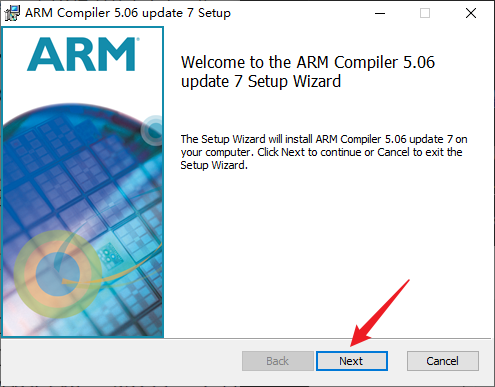 ARM Compiler 5.06 update 7 Setup
ARM
Welcome to the ARM Compiler 5.06
update 7 Setup Wizard
The Setup Wizard will install ARM Compiler 5.06 update 7 on
your computer. Click Next to continue or Cancel to exit the
Setup Wizard.
Back
Next
Cancel